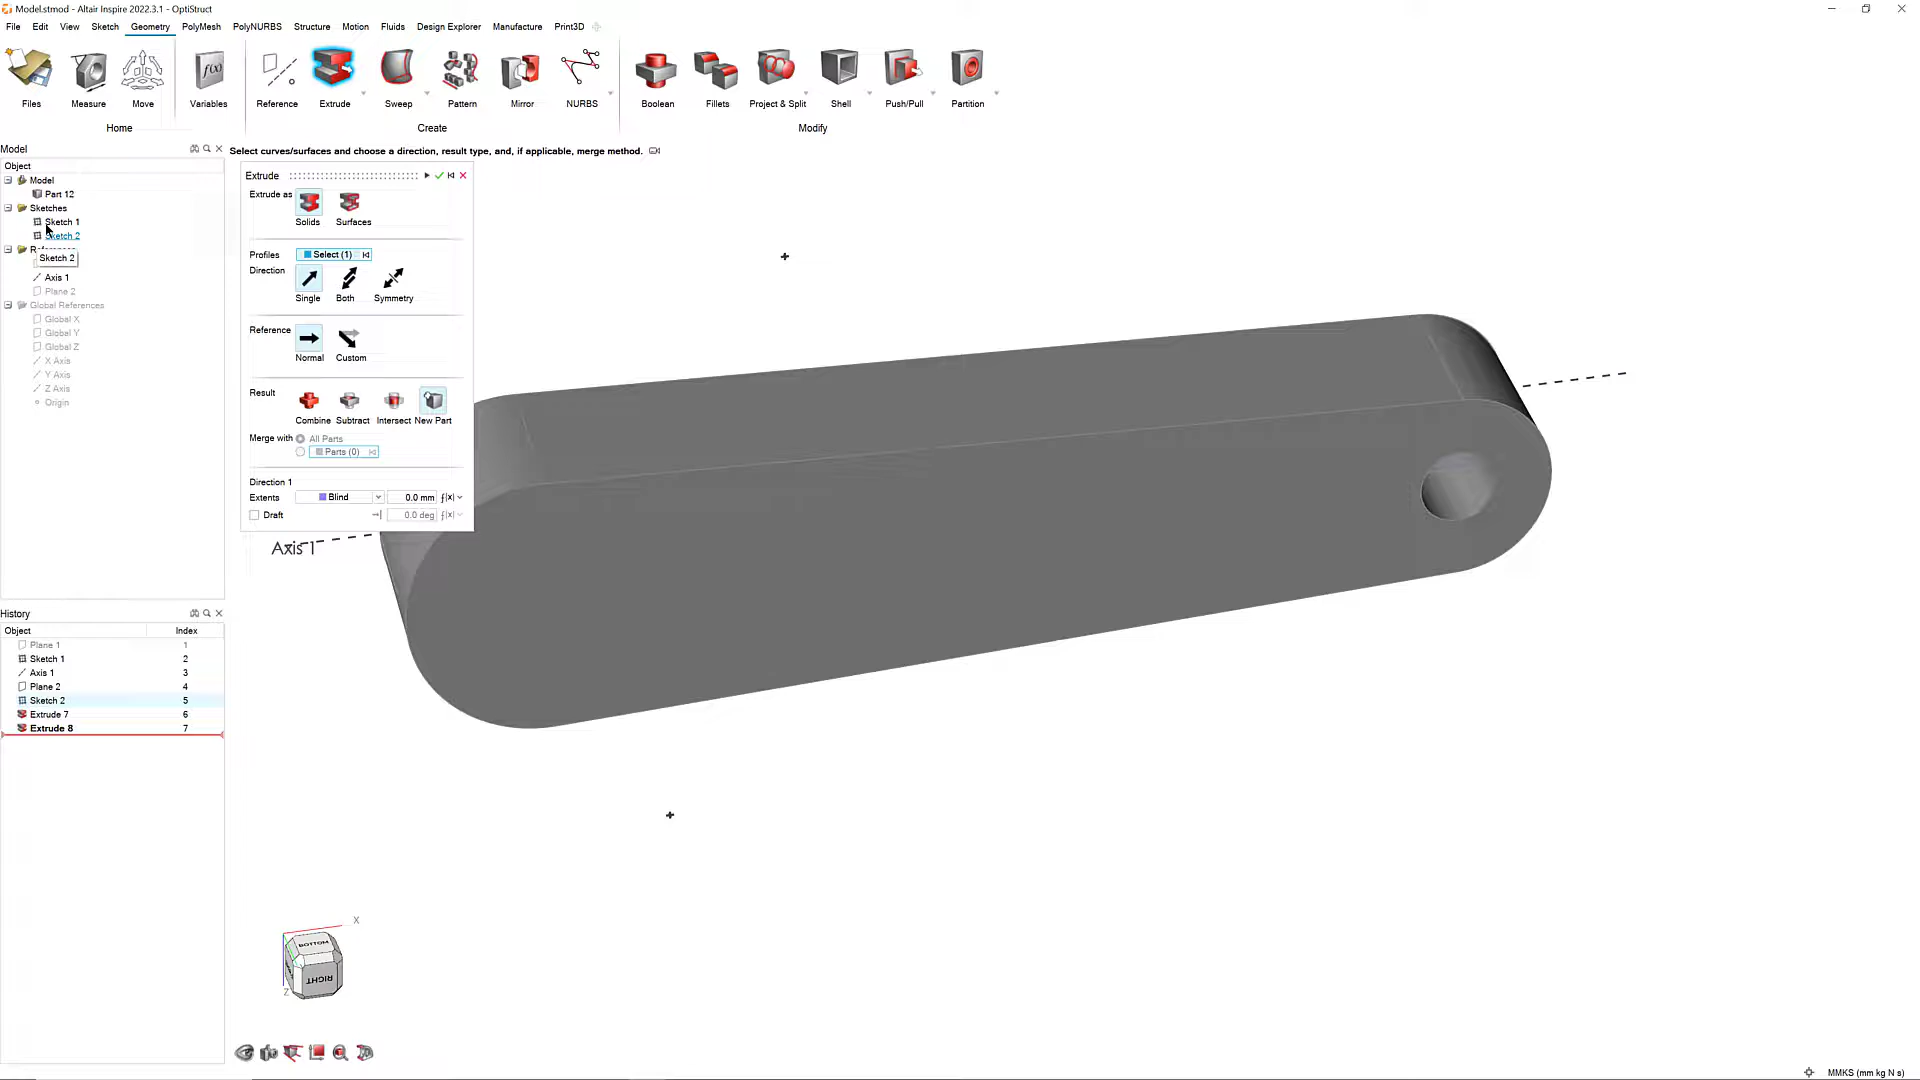 Model.stmod - Altair Inspire 2022.3.1 - OptiStruct
File Edit View Sketch Geometry PolyMesh PolyNURBS Structure Motion Fluids Design Explorer Manufacture Print3D
f(x)
Files Measure Move Variables Reference Extrude Sweep Pattern Mirror NURBS Boolean Fillets Project & Split Shell Push/Pull Partition
Home Create Modify
Model
Select curves/surfaces and choose a direction, result type, and, if applicable, merge method.
Object
Model
Part 12
Sketches
Sketch 1
Sketch 2
Sketch 2
Axis 1
Plane 2
Global References
Global X
Global Y
Global Z
X Axis
Y Axis
Z Axis
Origin
Extrude
Extrude as
Solids Surfaces
Profiles Select (1)
Direction
Single Both Symmetry
Reference
Normal Custom
Result
Combine Subtract Intersect New Part
Merge with All Parts
Parts (0)
Direction 1
Extents Blind 0.0 mm f(x)
Draft 0.0 deg f(x)
Axis 1
History
Object Index
Plane 1 1
Sketch 1 2
Axis 1 3
Plane 2 4
Sketch 2 5
Extrude 7 6
Extrude 8 7
X
BOTTOM
RIGHT
Z
MMKS (mm kg N s)